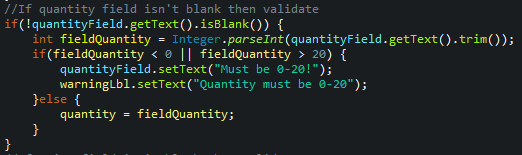 //If quantity field isn't blank then validate
if(!quantityField.getText().isBlank()) {
    int fieldQuantity = Integer.parseInt(quantityField.getText().trim());
    if(fieldQuantity < 0 || fieldQuantity > 20) {
        quantityField.setText("Must be 0-20!");
        warningLbl.setText("Quantity must be 0-20");
    }else {
        quantity = fieldQuantity;
    }
}